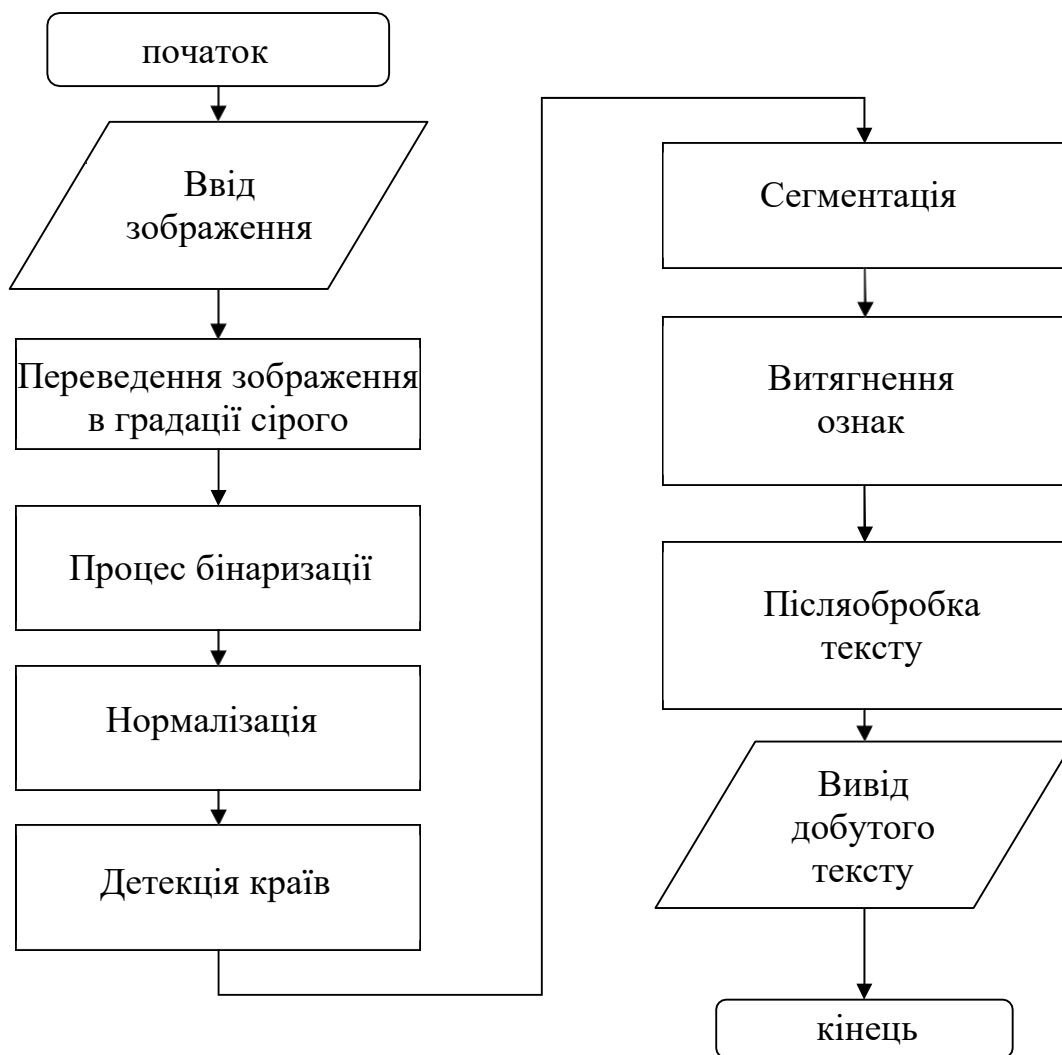 початок
Ввід
зображення
Переведення зображення
в градації сірого
Процес бінаризації
Нормалізація
Детекція країв
Сегментація
Витягнення
ознак
Післяобробка
тексту
Вивід
добутого
тексту
кінець